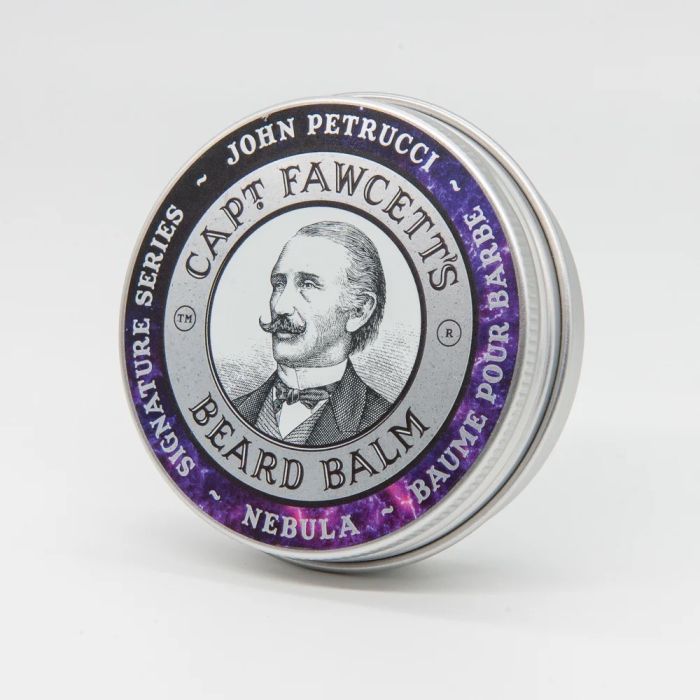 SIGNATURE SERIES ~ JOHN PETRUCCI ~ BAUME POUR BARBE ~ NEBULA ~
CAPT. FAWCETT'S
TM
R
BEARD BALM